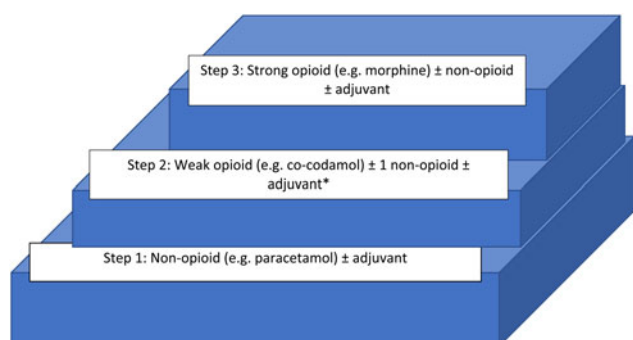 Step 3: Strong opioid (e.g. morphine) ± non-opioid
± adjuvant
Step 2: Weak opioid (e.g. co-codamol) ± 1 non-opioid ±
adjuvant*
Step 1: Non-opioid (e.g. paracetamol) ± adjuvant